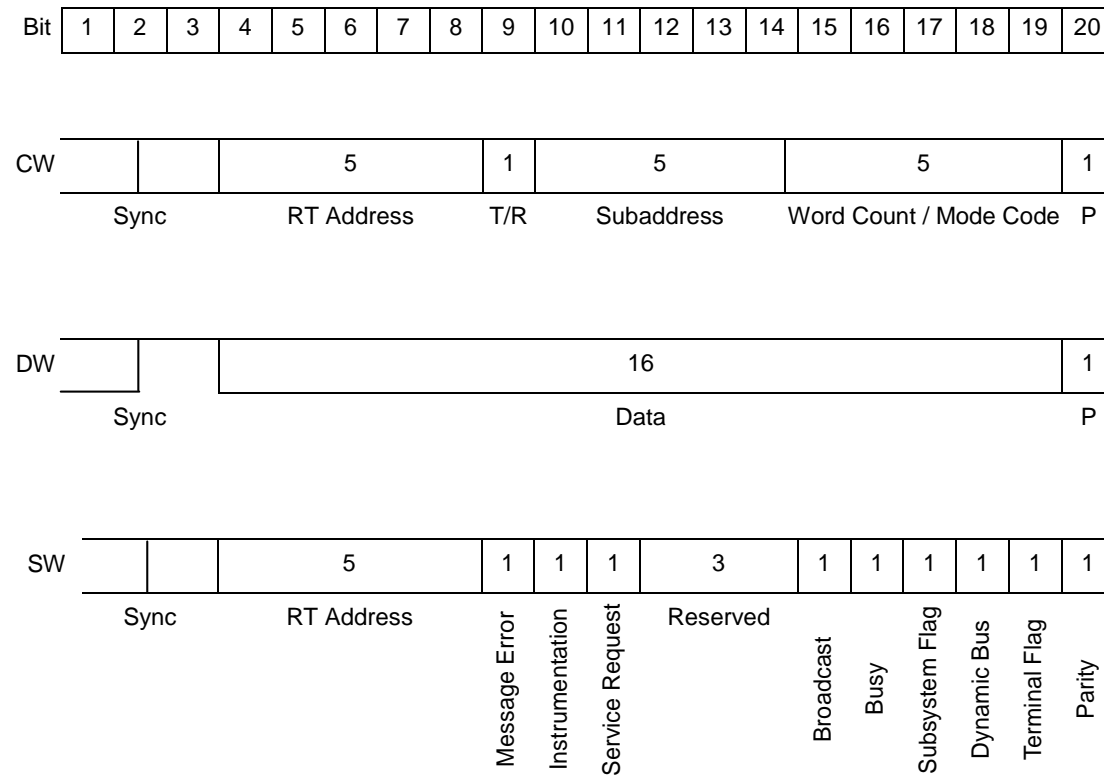 Bit 1 2 3 4 5 6 7 8 9 10 11 12 13 14 15 16 17 18 19 20
CW 5 1 5 5 1
Sync RT Address T/R Subaddress Word Count / Mode Code P
DW 16 1
Sync Data P
SW 5 1 1 1 3 1 1 1 1 1 1
Sync RT Address Message Error Instrumentation Service Request Reserved Broadcast Busy Subsystem Flag Dynamic Bus Terminal Flag Parity